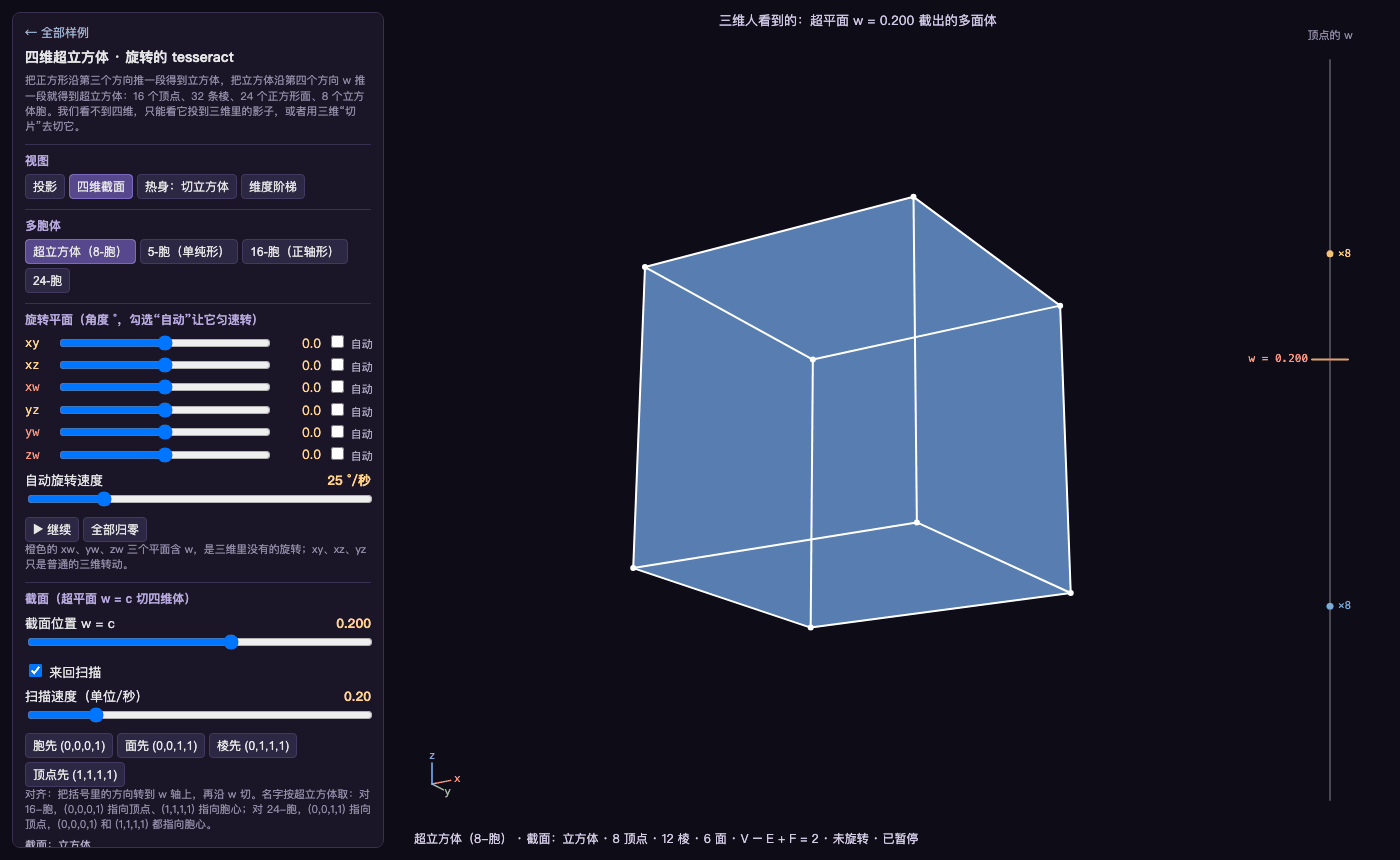 ← 全部样例
四维超立方体 · 旋转的 tesseract
把正方形沿第三个方向推一段得到立方体，把立方体沿第四个方向 w 推
一段就得到超立方体：16 个顶点、32 条棱、24 个正方形面、8 个立方
体胞。我们看不到四维，只能看它投到三维里的影子，或者用三维“切
片”去切它。
视图
投影
四维截面
热身：切立方体
维度阶梯
多胞体
超立方体（8-胞）
5-胞（单纯形）
16-胞（正轴形）
24-胞
旋转平面（角度 °，勾选“自动”让它匀速转）
xy 0.0 自动
xz 0.0 自动
xw 0.0 自动
yz 0.0 自动
yw 0.0 自动
zw 0.0 自动
自动旋转速度 25 °/秒
▶ 继续
全部归零
橙色的 xw、yw、zw 三个平面含 w，是三维里没有的旋转；xy、xz、yz
只是普通的三维转动。
截面（超平面 w = c 切四维体）
截面位置 w = c 0.200
来回扫描
扫描速度（单位/秒） 0.20
胞先 (0,0,0,1)
面先 (0,0,1,1)
棱先 (0,1,1,1)
顶点先 (1,1,1,1)
对齐：把括号里的方向转到 w 轴上，再沿 w 切。名字按超立方体取：对
16-胞，(0,0,0,1) 指向顶点、(1,1,1,1) 指向胞心；对 24-胞，(0,0,1,1) 指向
顶点，(0,0,0,1) 和 (1,1,1,1) 都指向胞心。
截面：立方体
三维人看到的：超平面 w = 0.200 截出的多面体
顶点的 w
×8
w = 0.200
×8
z
x
y
超立方体（8-胞） · 截面：立方体 · 8 顶点 · 12 棱 · 6 面 · V − E + F = 2 · 未旋转 · 已暂停